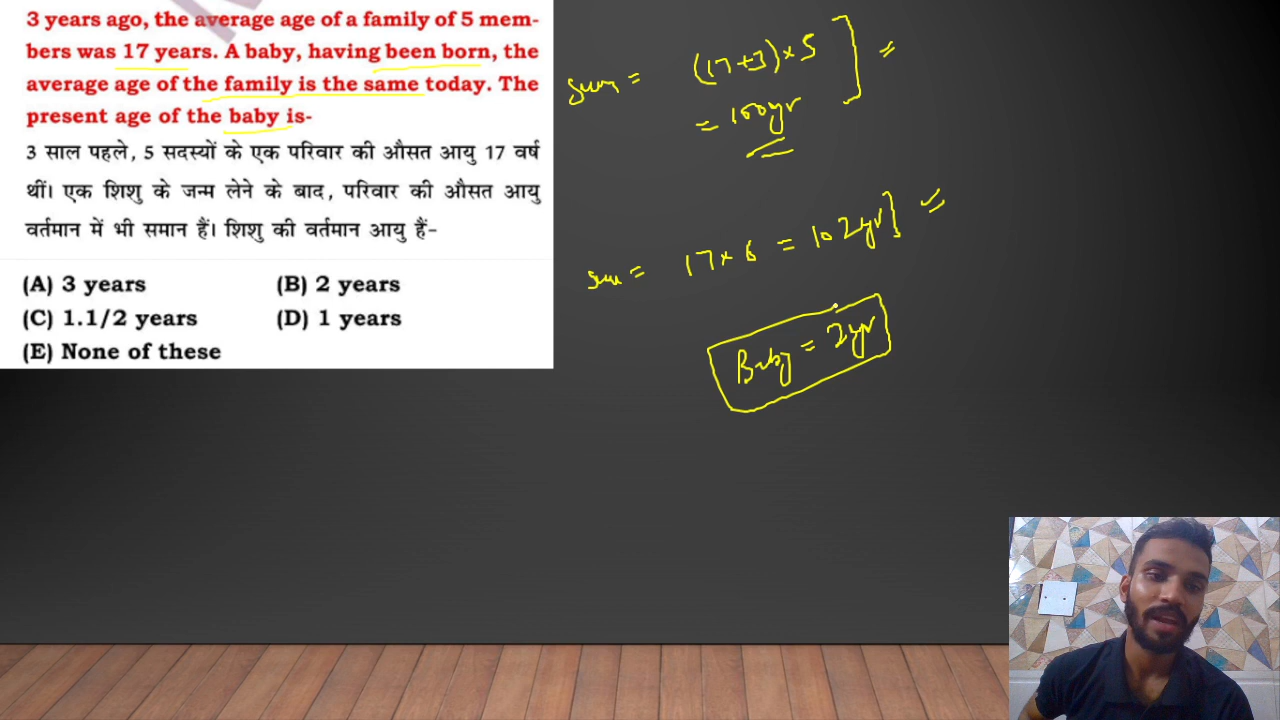 3 years ago, the average age of a family of 5 mem-
bers was 17 years. A baby, having been born, the
average age of the family is the same today. The
present age of the baby is-
3 साल पहले, 5 सदस्यों के एक परिवार की औसत आयु 17 वर्ष
थीं। एक शिशु के जन्म लेने के बाद, परिवार की औसत आयु
वर्तमान में भी समान हैं। शिशु की वर्तमान आयु हैं-
(A) 3 years (B) 2 years
(C) 1.1/2 years (D) 1 years
(E) None of these
sum = (17+3)×5 ] =
= 100yr
sum = 17×6 = 102yr] =
Baby = 2yr